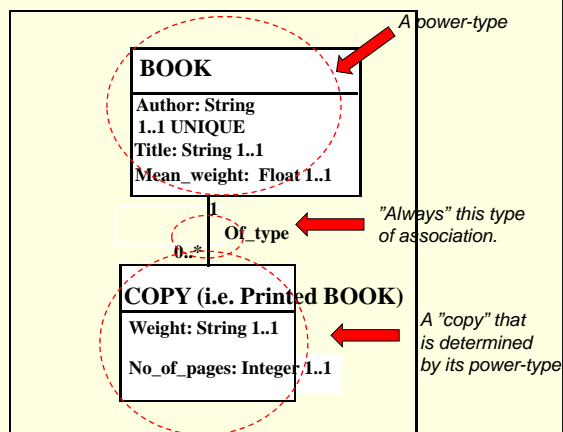 A power-type
BOOK
Author: String
1..1 UNIQUE
Title: String 1..1
Mean_weight: Float 1..1
1
Of_type
0..*
"Always" this type
of association.
COPY (i.e. Printed BOOK)
Weight: String 1..1
No_of_pages: Integer 1..1
A "copy" that
is determined
by its power-type